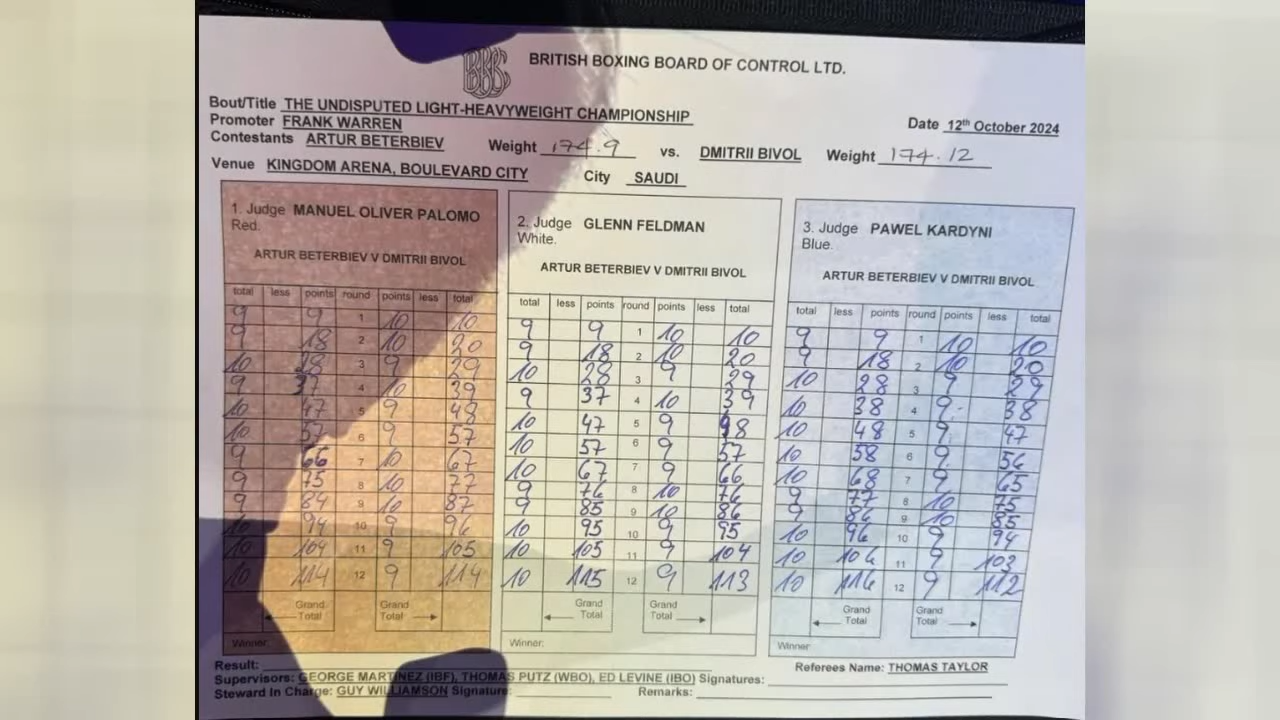 BRITISH BOXING BOARD OF CONTROL LTD.
Bout/Title THE UNDISPUTED LIGHT-HEAVYWEIGHT CHAMPIONSHIP
Date 12th October 2024
Promoter FRANK WARREN
Contestants ARTUR BETERBIEV Weight 174.9 vs. DMITRII BIVOL Weight 174.12
Venue KINGDOM ARENA, BOULEVARD CITY City SAUDI
1. Judge MANUEL OLIVER PALOMO
Red.
ARTUR BETERBIEV V DMITRII BIVOL
total less points round points less total
9 9 1 10 10
9 18 2 10 20
10 28 3 9 29
9 37 4 10 39
10 47 5 9 48
10 57 6 9 57
9 66 7 10 67
9 75 8 10 77
9 84 9 10 87
10 94 10 9 96
10 104 11 9 105
10 114 12 9 114
Grand Grand
Total Total
Winner:
2. Judge GLENN FELDMAN
White.
ARTUR BETERBIEV V DMITRII BIVOL
total less points round points less total
9 9 1 10 10
9 18 2 10 20
10 28 3 9 29
9 37 4 10 39
10 47 5 9 48
10 57 6 9 57
10 67 7 9 66
9 76 8 10 76
9 85 9 10 86
10 95 10 9 95
10 105 11 9 104
10 115 12 9 113
Grand Grand
Total Total
Winner:
3. Judge PAWEL KARDYNI
Blue.
ARTUR BETERBIEV V DMITRII BIVOL
total less points round points less total
9 9 1 10 10
9 18 2 10 20
10 28 3 9 29
10 38 4 9 38
10 48 5 9 47
10 58 6 9 56
10 68 7 9 65
9 77 8 10 75
9 86 9 10 85
10 96 10 9 94
10 106 11 9 103
10 116 12 9 112
Grand Grand
Total Total
Winner:
Result:
Referees Name: THOMAS TAYLOR
Supervisors: GEORGE MARTINEZ (IBF), THOMAS PUTZ (WBO), ED LEVINE (IBO) Signatures:
Steward In Charge: GUY WILLIAMSON Signature: Remarks: